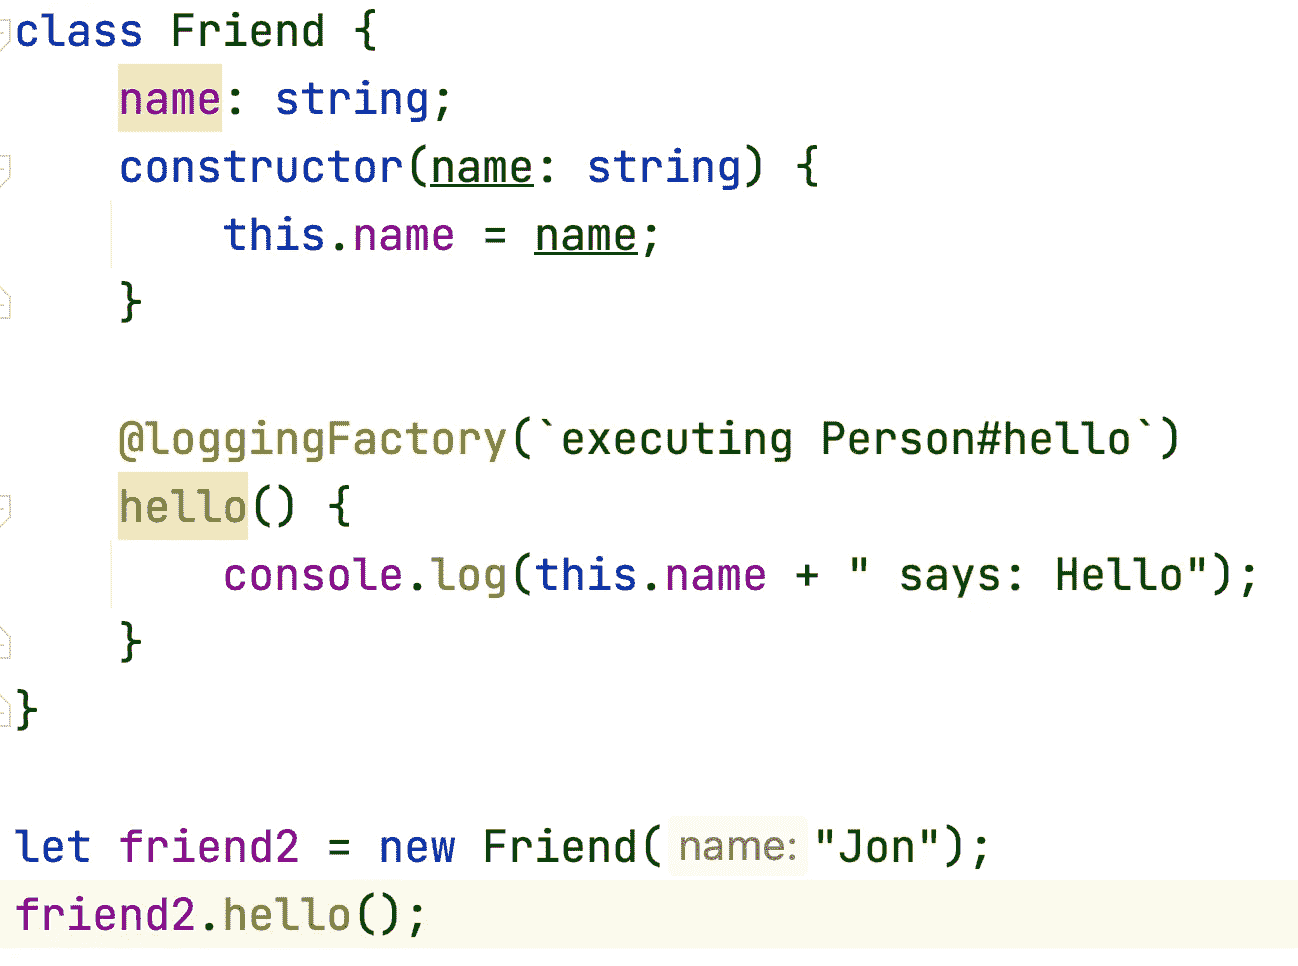 class Friend {
name: string;
constructor(name: string) {
this.name = name;
}
@loggingFactory(`executing Person#hello`)
hello() {
console.log(this.name + " says: Hello");
}
}
let friend2 = new Friend( name: "Jon");
friend2.hello();